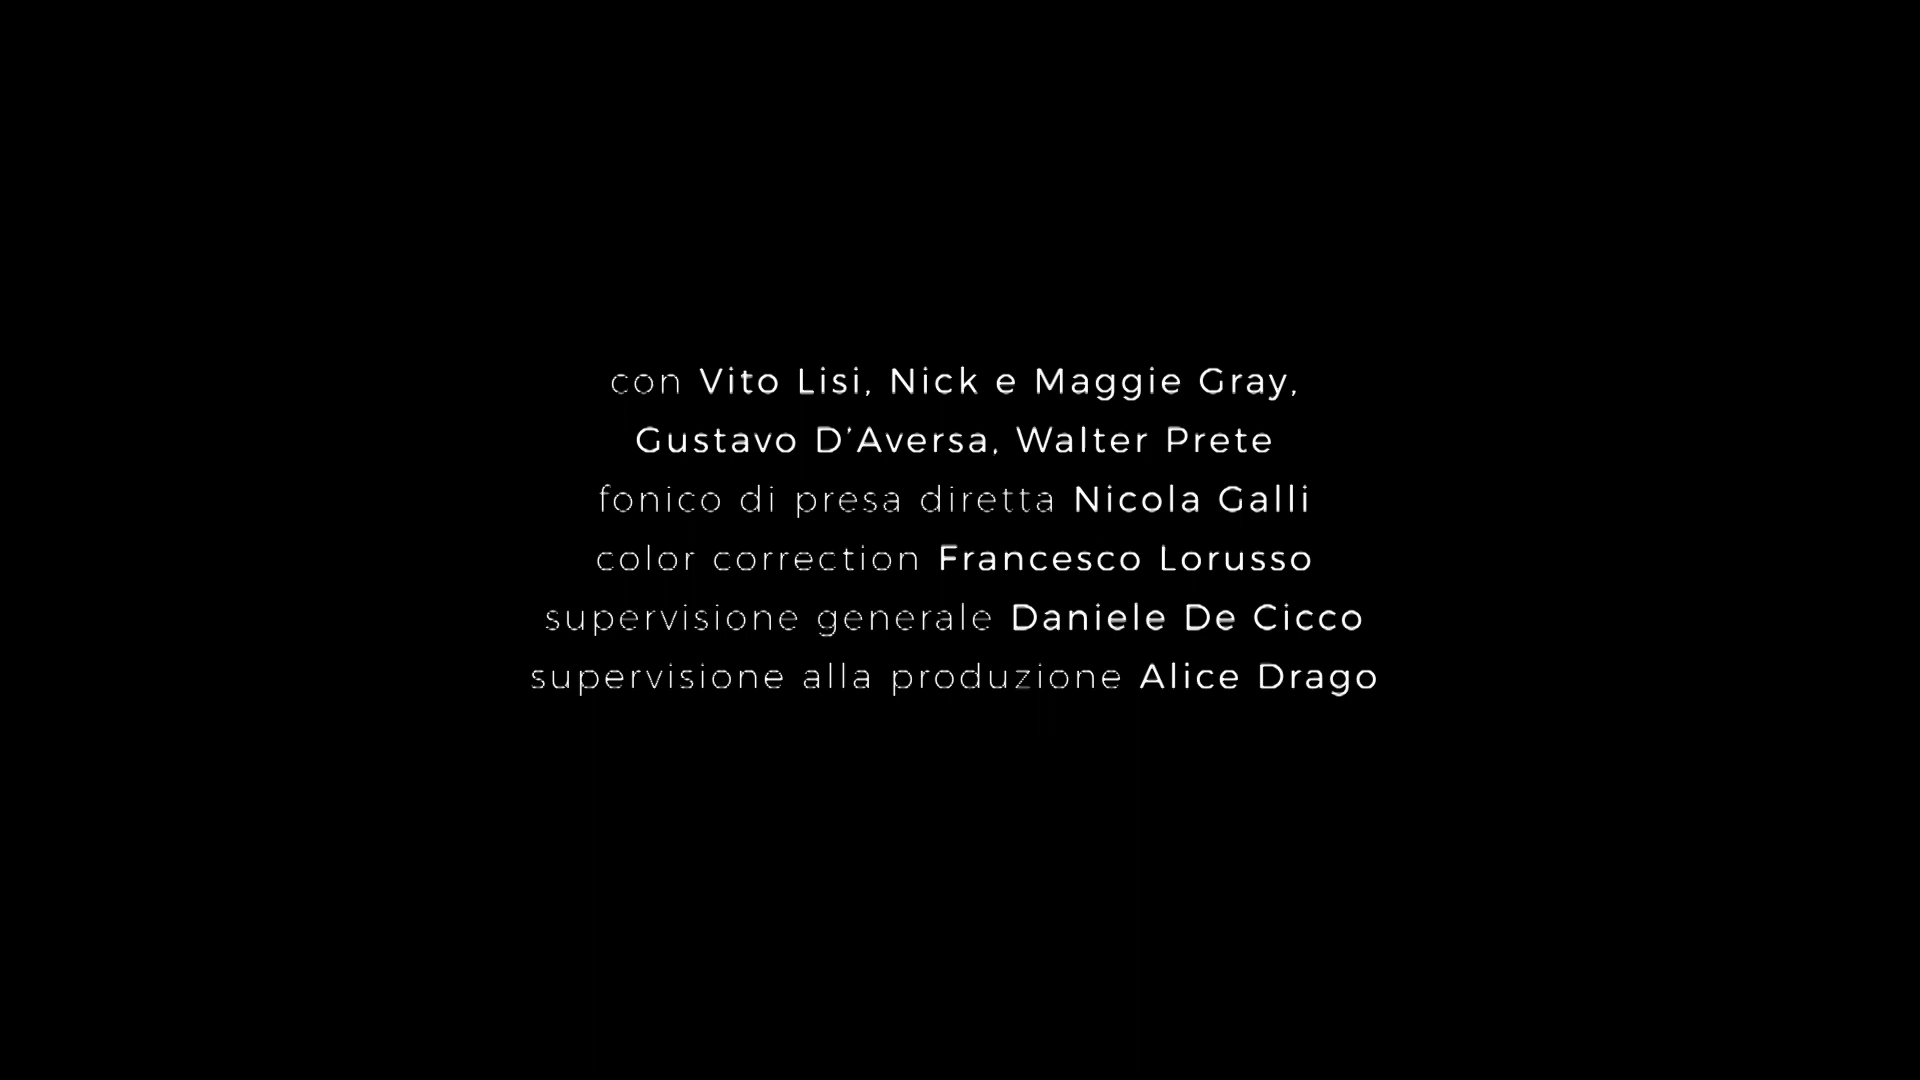 con Vito Lisi, Nick e Maggie Gray,
Gustavo D’Aversa, Walter Prete
fonico di presa diretta Nicola Galli
color correction Francesco Lorusso
supervisione generale Daniele De Cicco
supervisione alla produzione Alice Drago